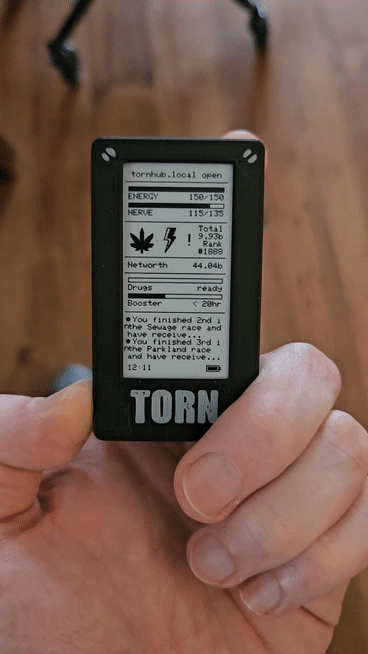 tornhub.local open
ENERGY 150/150
NERVE 115/135
! Total
9.93b
Rank
#1888
Networth 44.04b
Drugs ready
Booster < 20hr
•You finished 2nd i
nthe Sewage race and
have receive...
•You finished 3rd i
nthe Parkland race
and have receive...
12:11
TORN